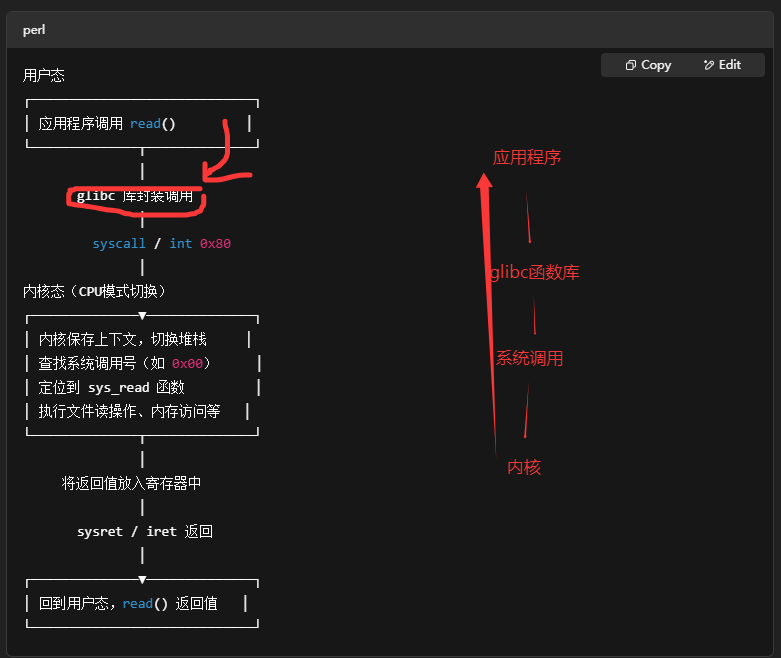 perl
Copy Edit
用户态
应用程序调用 read()
glibc 库封装调用
syscall / int 0x80
内核态（CPU模式切换）
内核保存上下文，切换堆栈
查找系统调用号（如 0x00）
定位到 sys_read 函数
执行文件读操作、内存访问等
将返回值放入寄存器中
sysret / iret 返回
回到用户态，read() 返回值
应用程序
glibc函数库
系统调用
内核